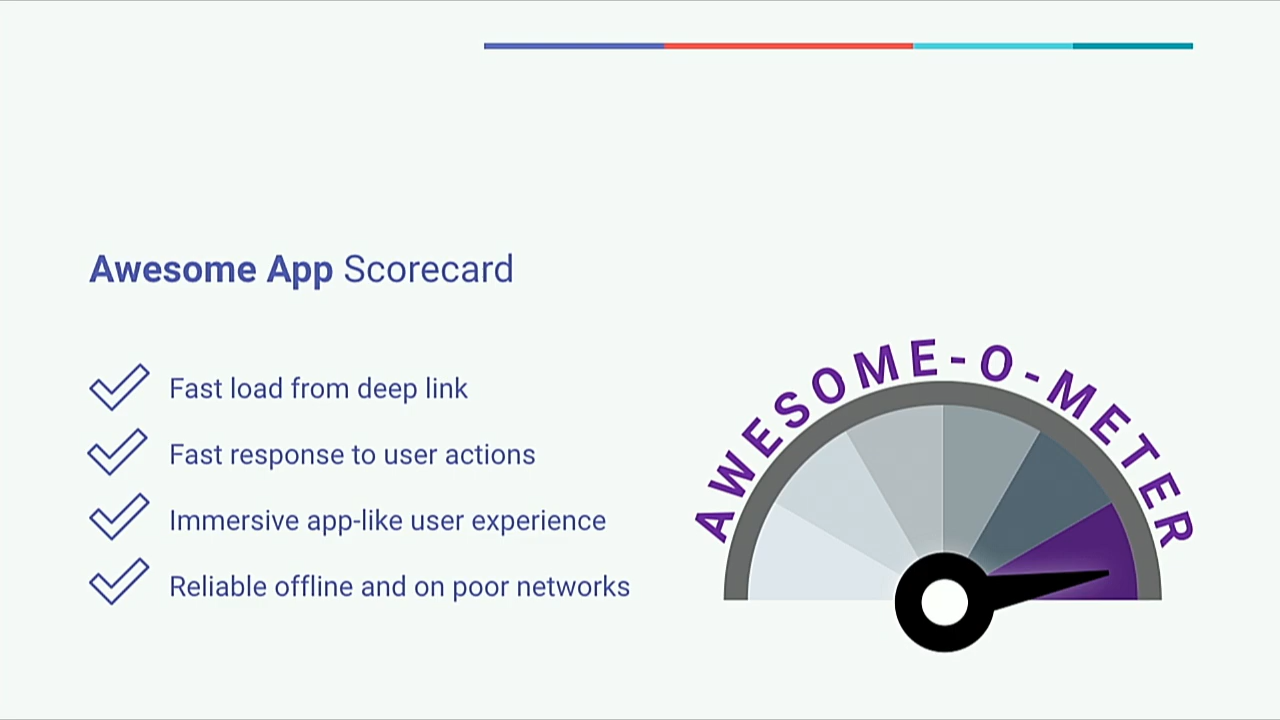 Awesome App Scorecard
Fast load from deep link
Fast response to user actions
Immersive app-like user experience
Reliable offline and on poor networks
AWESOME-O-METER